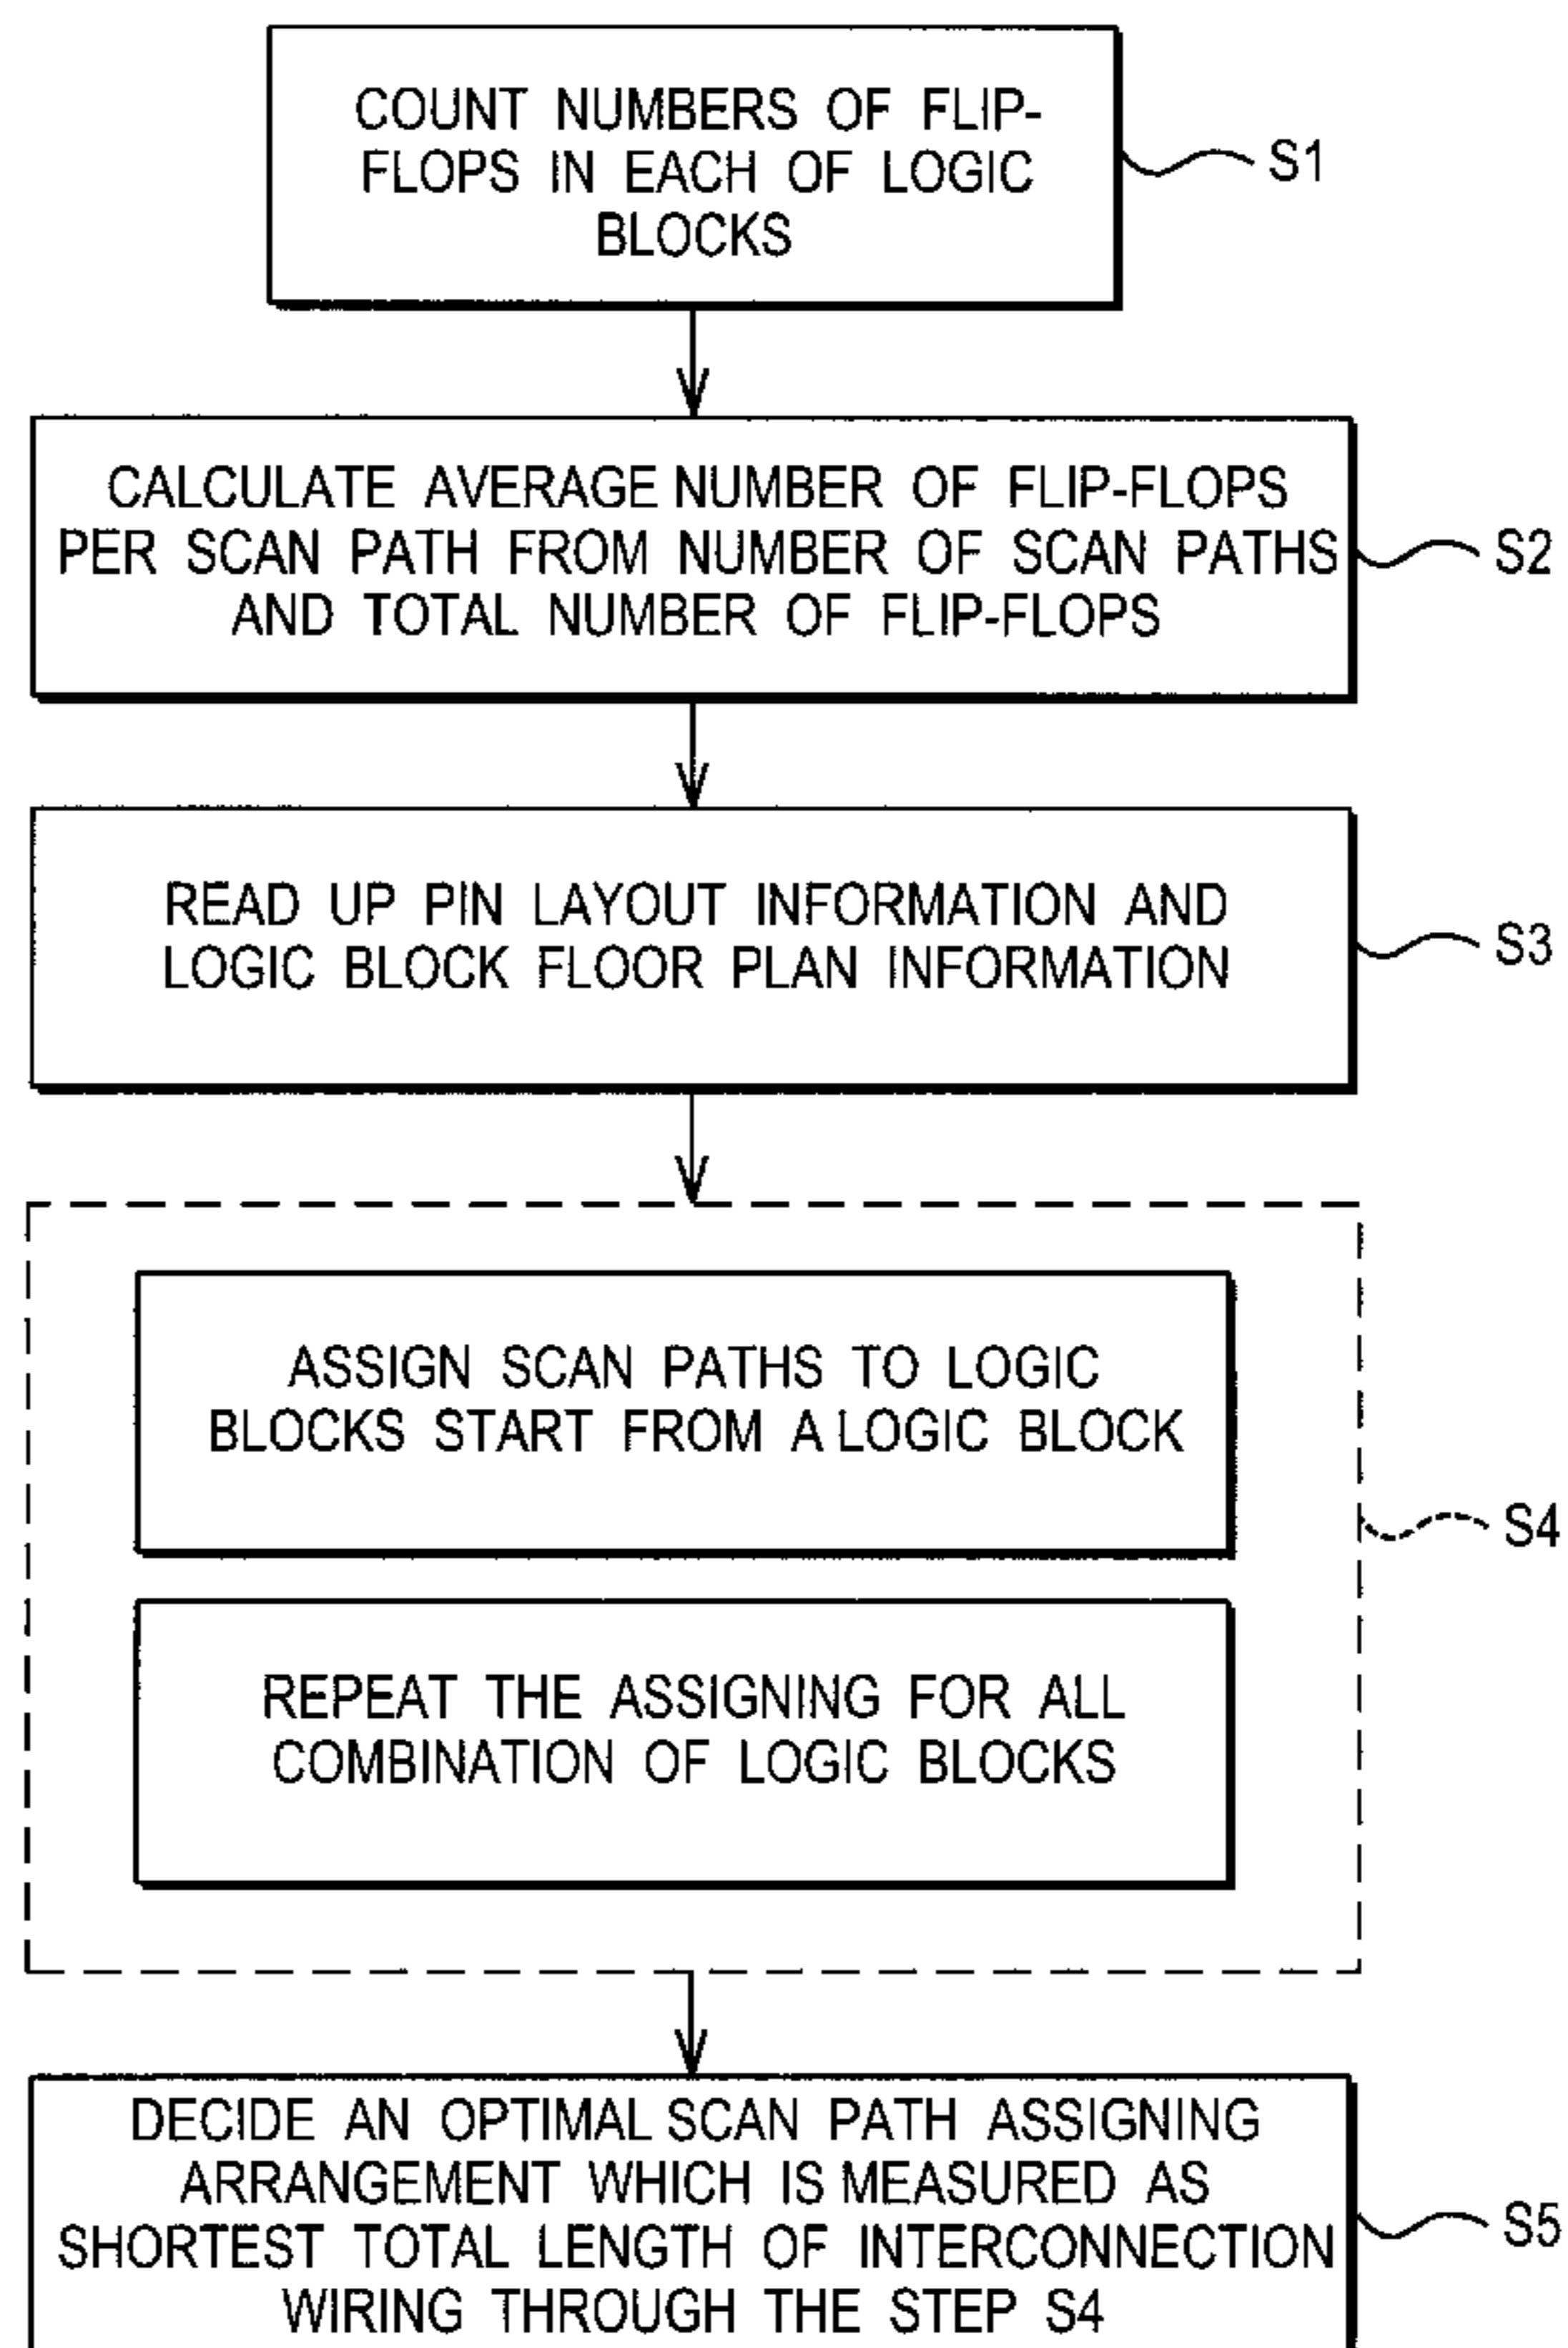 COUNT NUMBERS OF FLIP-
FLOPS IN EACH OF LOGIC
BLOCKS
S1
CALCULATE AVERAGE NUMBER OF FLIP-FLOPS
PER SCAN PATH FROM NUMBER OF SCAN PATHS
AND TOTAL NUMBER OF FLIP-FLOPS
S2
READ UP PIN LAYOUT INFORMATION AND
LOGIC BLOCK FLOOR PLAN INFORMATION
S3
ASSIGN SCAN PATHS TO LOGIC
BLOCKS START FROM A LOGIC BLOCK
REPEAT THE ASSIGNING FOR ALL
COMBINATION OF LOGIC BLOCKS
S4
DECIDE AN OPTIMAL SCAN PATH ASSIGNING
ARRANGEMENT WHICH IS MEASURED AS
SHORTEST TOTAL LENGTH OF INTERCONNECTION
WIRING THROUGH THE STEP S4
S5